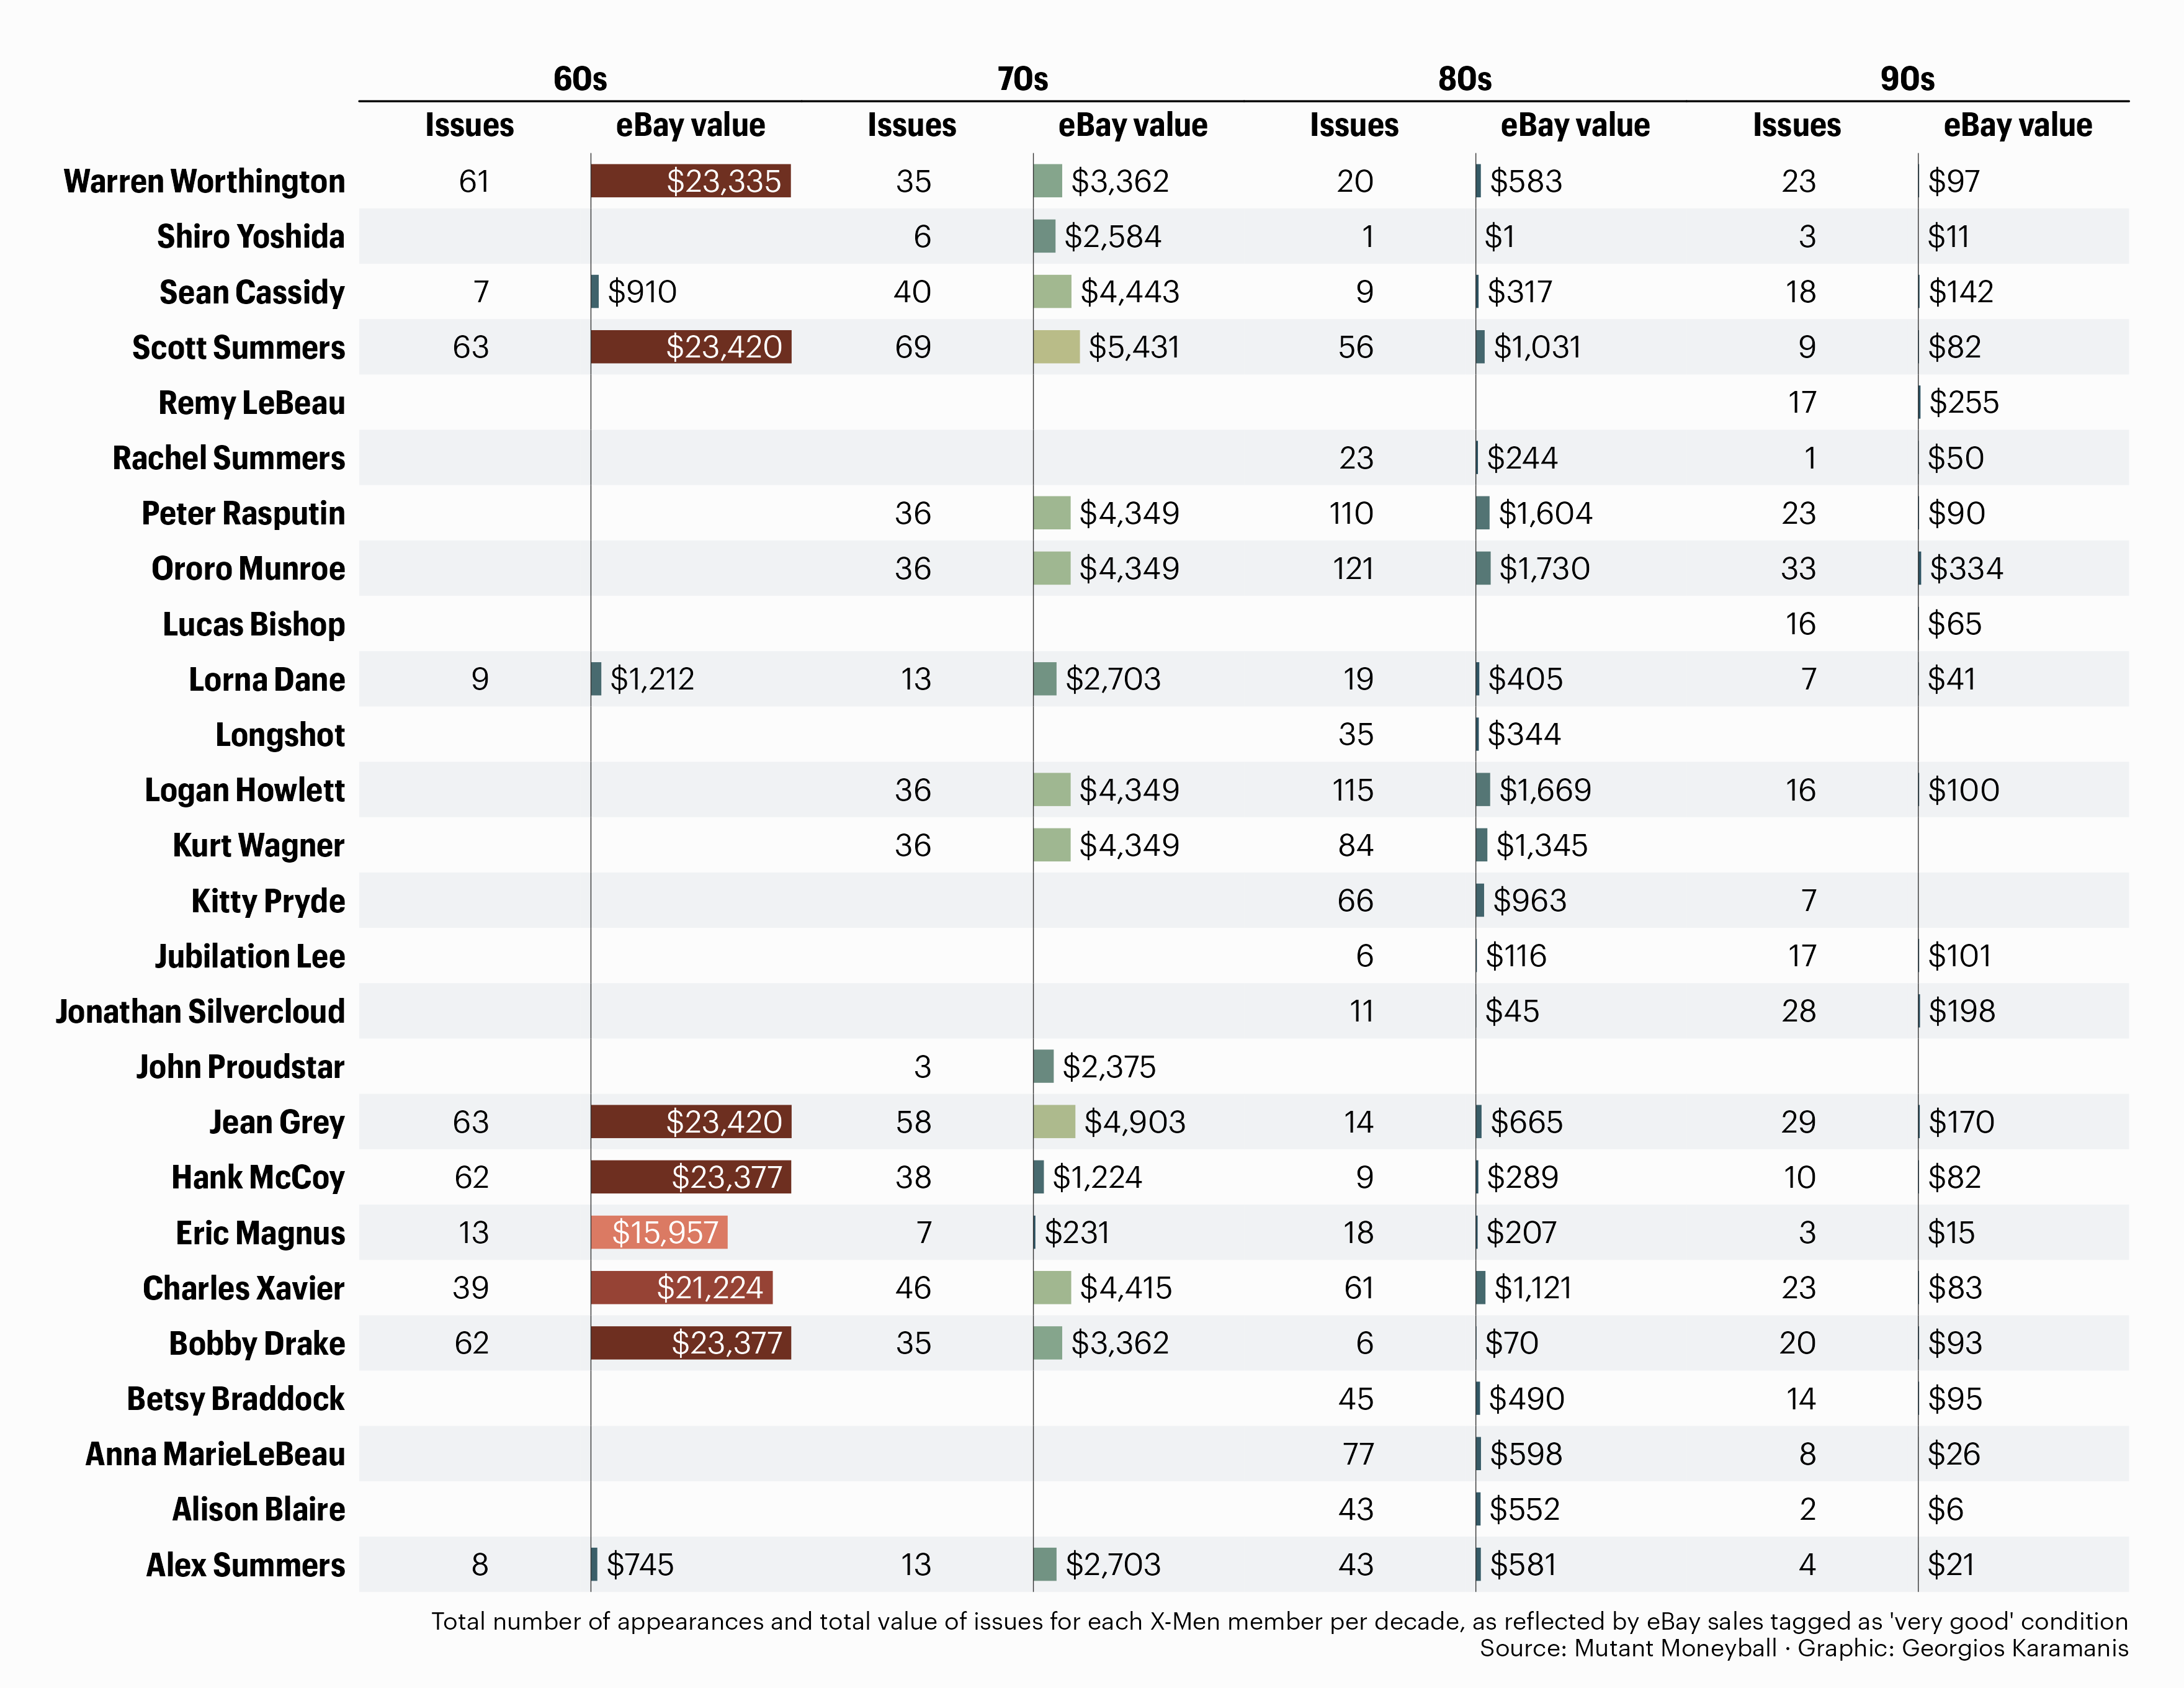 60s 70s 80s 90s
Issues eBay value Issues eBay value Issues eBay value Issues eBay value
Warren Worthington 61 $23,335 35 $3,362 20 $583 23 $97
Shiro Yoshida 6 $2,584 1 $1 3 $11
Sean Cassidy 7 $910 40 $4,443 9 $317 18 $142
Scott Summers 63 $23,420 69 $5,431 56 $1,031 9 $82
Remy LeBeau 17 $255
Rachel Summers 23 $244 1 $50
Peter Rasputin 36 $4,349 110 $1,604 23 $90
Ororo Munroe 36 $4,349 121 $1,730 33 $334
Lucas Bishop 16 $65
Lorna Dane 9 $1,212 13 $2,703 19 $405 7 $41
Longshot 35 $344
Logan Howlett 36 $4,349 115 $1,669 16 $100
Kurt Wagner 36 $4,349 84 $1,345
Kitty Pryde 66 $963 7
Jubilation Lee 6 $116 17 $101
Jonathan Silvercloud 11 $45 28 $198
John Proudstar 3 $2,375
Jean Grey 63 $23,420 58 $4,903 14 $665 29 $170
Hank McCoy 62 $23,377 38 $1,224 9 $289 10 $82
Eric Magnus 13 $15,957 7 $231 18 $207 3 $15
Charles Xavier 39 $21,224 46 $4,415 61 $1,121 23 $83
Bobby Drake 62 $23,377 35 $3,362 6 $70 20 $93
Betsy Braddock 45 $490 14 $95
Anna MarieLeBeau 77 $598 8 $26
Alison Blaire 43 $552 2 $6
Alex Summers 8 $745 13 $2,703 43 $581 4 $21
Total number of appearances and total value of issues for each X-Men member per decade, as reflected by eBay sales tagged as 'very good' condition
Source: Mutant Moneyball · Graphic: Georgios Karamanis